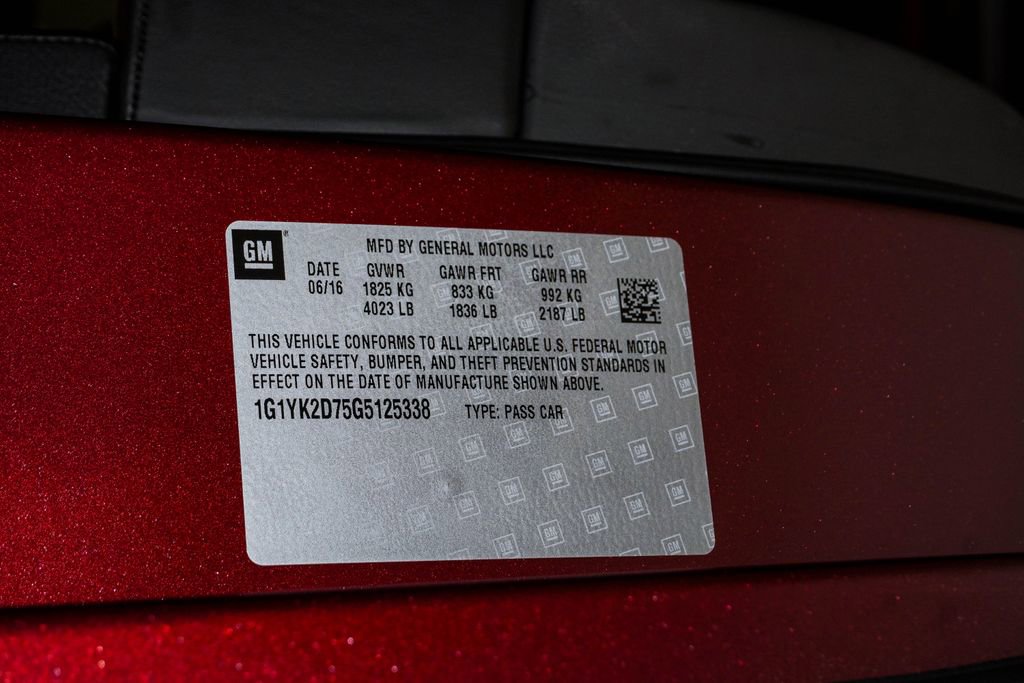 GM
MFD BY GENERAL MOTORS LLC
DATE GVWR GAWR FRT GAWR RR
06/16 1825 KG 833 KG 992 KG
4023 LB 1836 LB 2187 LB
THIS VEHICLE CONFORMS TO ALL APPLICABLE U.S. FEDERAL MOTOR
VEHICLE SAFETY, BUMPER, AND THEFT PREVENTION STANDARDS IN
EFFECT ON THE DATE OF MANUFACTURE SHOWN ABOVE.
1G1YK2D75G5125338 TYPE: PASS CAR